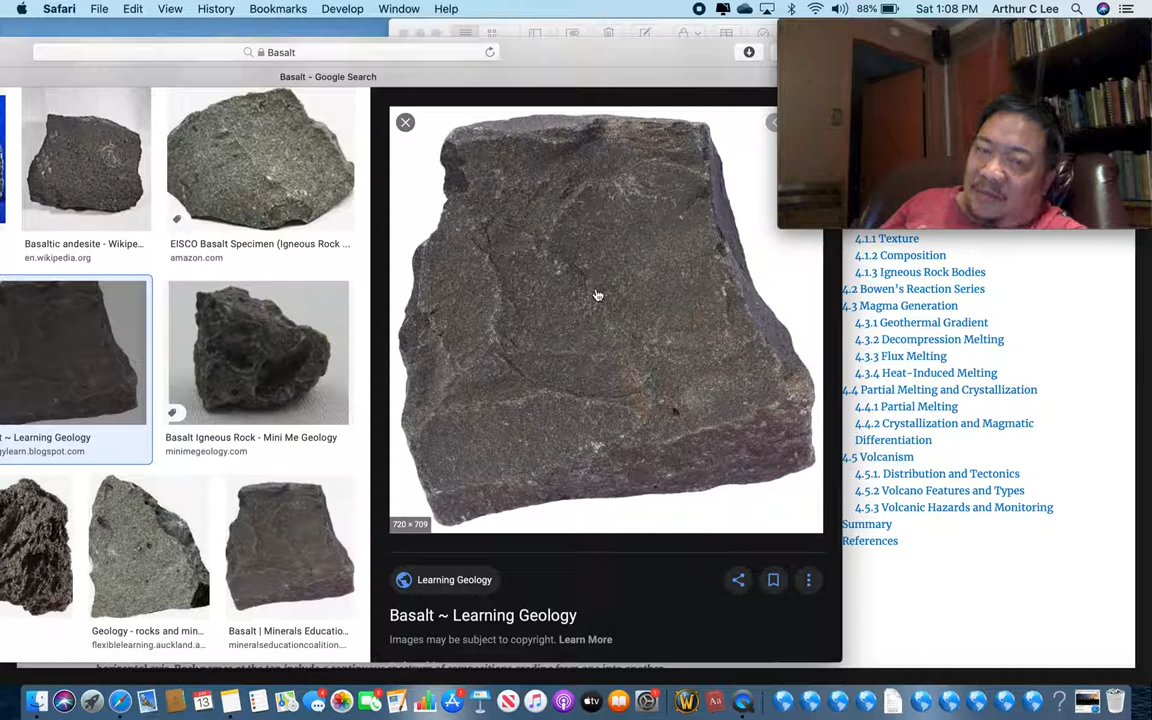 Safari File Edit View History Bookmarks Develop Window Help 88% Sat 1:08 PM Arthur C Lee
Basalt
Basalt - Google Search
Basaltic andesite - Wikipe...
en.wikipedia.org
EISCO Basalt Specimen (Igneous Rock ...
amazon.com
t ~ Learning Geology
gylearn.blogspot.com
Basalt Igneous Rock - Mini Me Geology
minimegeology.com
Geology - rocks and min...
flexiblelearning.auckland.a...
Basalt | Minerals Educatio...
mineralseducationcoalition....
720 × 709
Learning Geology
Basalt ~ Learning Geology
Images may be subject to copyright. Learn More
4.1.1 Texture
4.1.2 Composition
4.1.3 Igneous Rock Bodies
4.2 Bowen's Reaction Series
4.3 Magma Generation
4.3.1 Geothermal Gradient
4.3.2 Decompression Melting
4.3.3 Flux Melting
4.3.4 Heat-Induced Melting
4.4 Partial Melting and Crystallization
4.4.1 Partial Melting
4.4.2 Crystallization and Magmatic
Differentiation
4.5 Volcanism
4.5.1. Distribution and Tectonics
4.5.2 Volcano Features and Types
4.5.3 Volcanic Hazards and Monitoring
Summary
References
JUN
13
tv
Aa